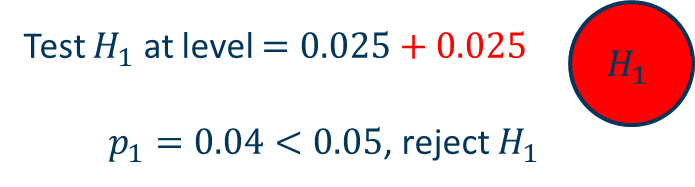 Test H₁ at level = 0.025 + 0.025
H₁
p₁ = 0.04 < 0.05, reject H₁